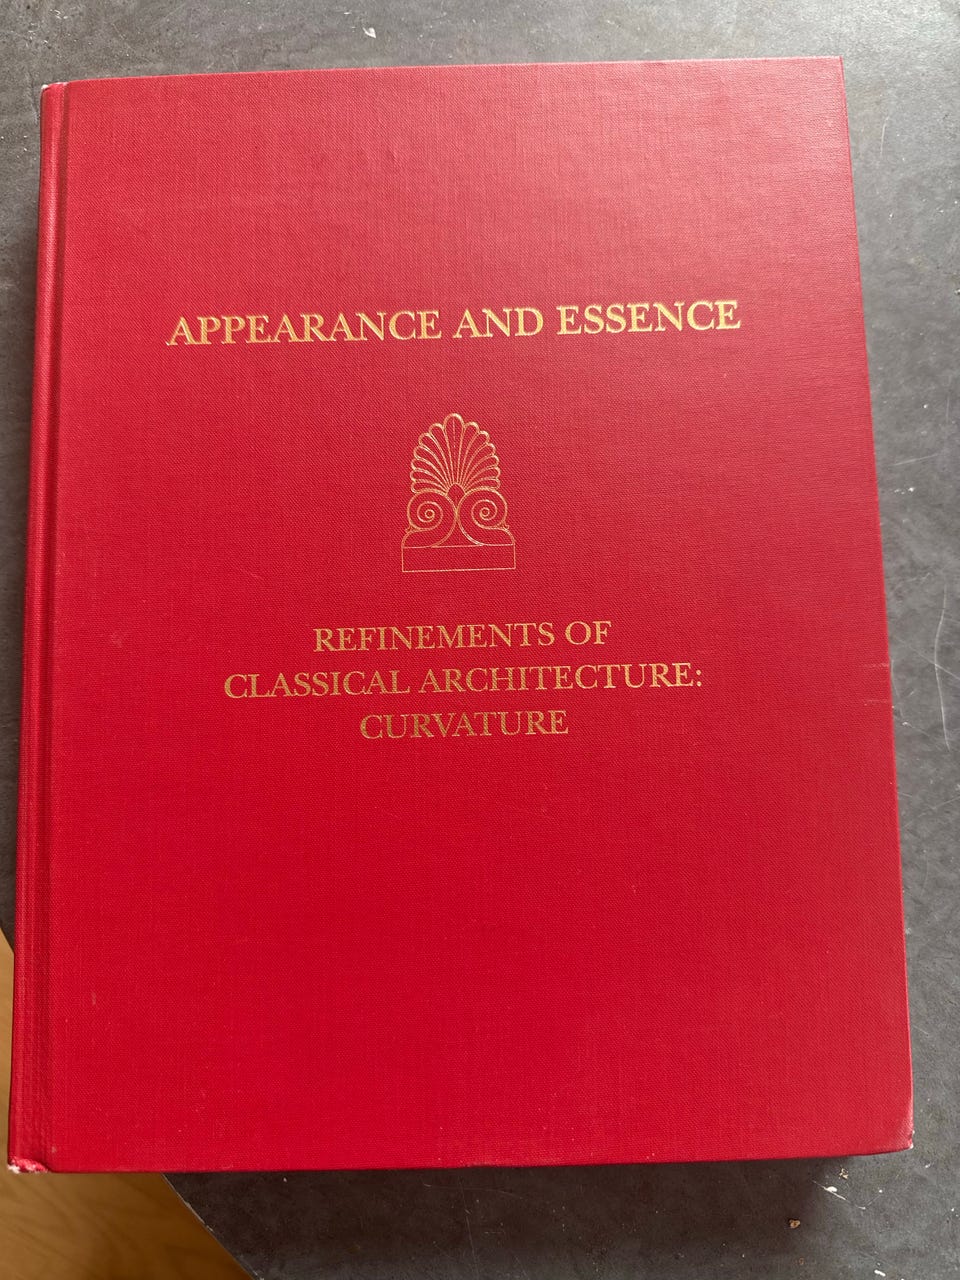 APPEARANCE AND ESSENCE
REFINEMENTS OF
CLASSICAL ARCHITECTURE:
CURVATURE